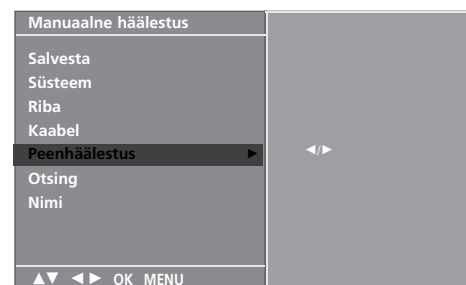 Manuaalne häälestus
Salvesta
Süsteem
Riba
Kaabel
Peenhäälestus ► ◄/►
Otsing
Nimi
▲▼ ◄► OK MENU